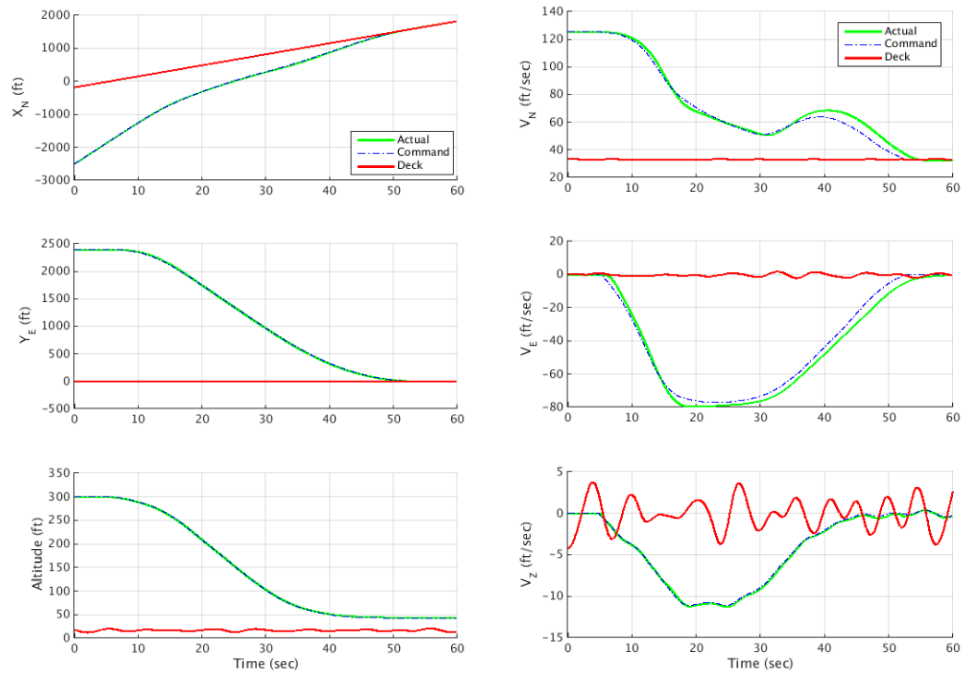 2000
1000
0
-1000
-2000
-3000
X_N (ft)
Actual
Command
Deck
0 10 20 30 40 50 60
140
120
100
80
60
40
20
V_N (ft/sec)
Actual
Command
Deck
0 10 20 30 40 50 60
2500
2000
1500
1000
500
0
-500
Y_E (ft)
0 10 20 30 40 50 60
20
0
-20
-40
-60
-80
V_E (ft/sec)
0 10 20 30 40 50 60
350
300
250
200
150
100
50
0
Altitude (ft)
0 10 20 30 40 50 60
Time (sec)
5
0
-5
-10
-15
V_Z (ft/sec)
0 10 20 30 40 50 60
Time (sec)